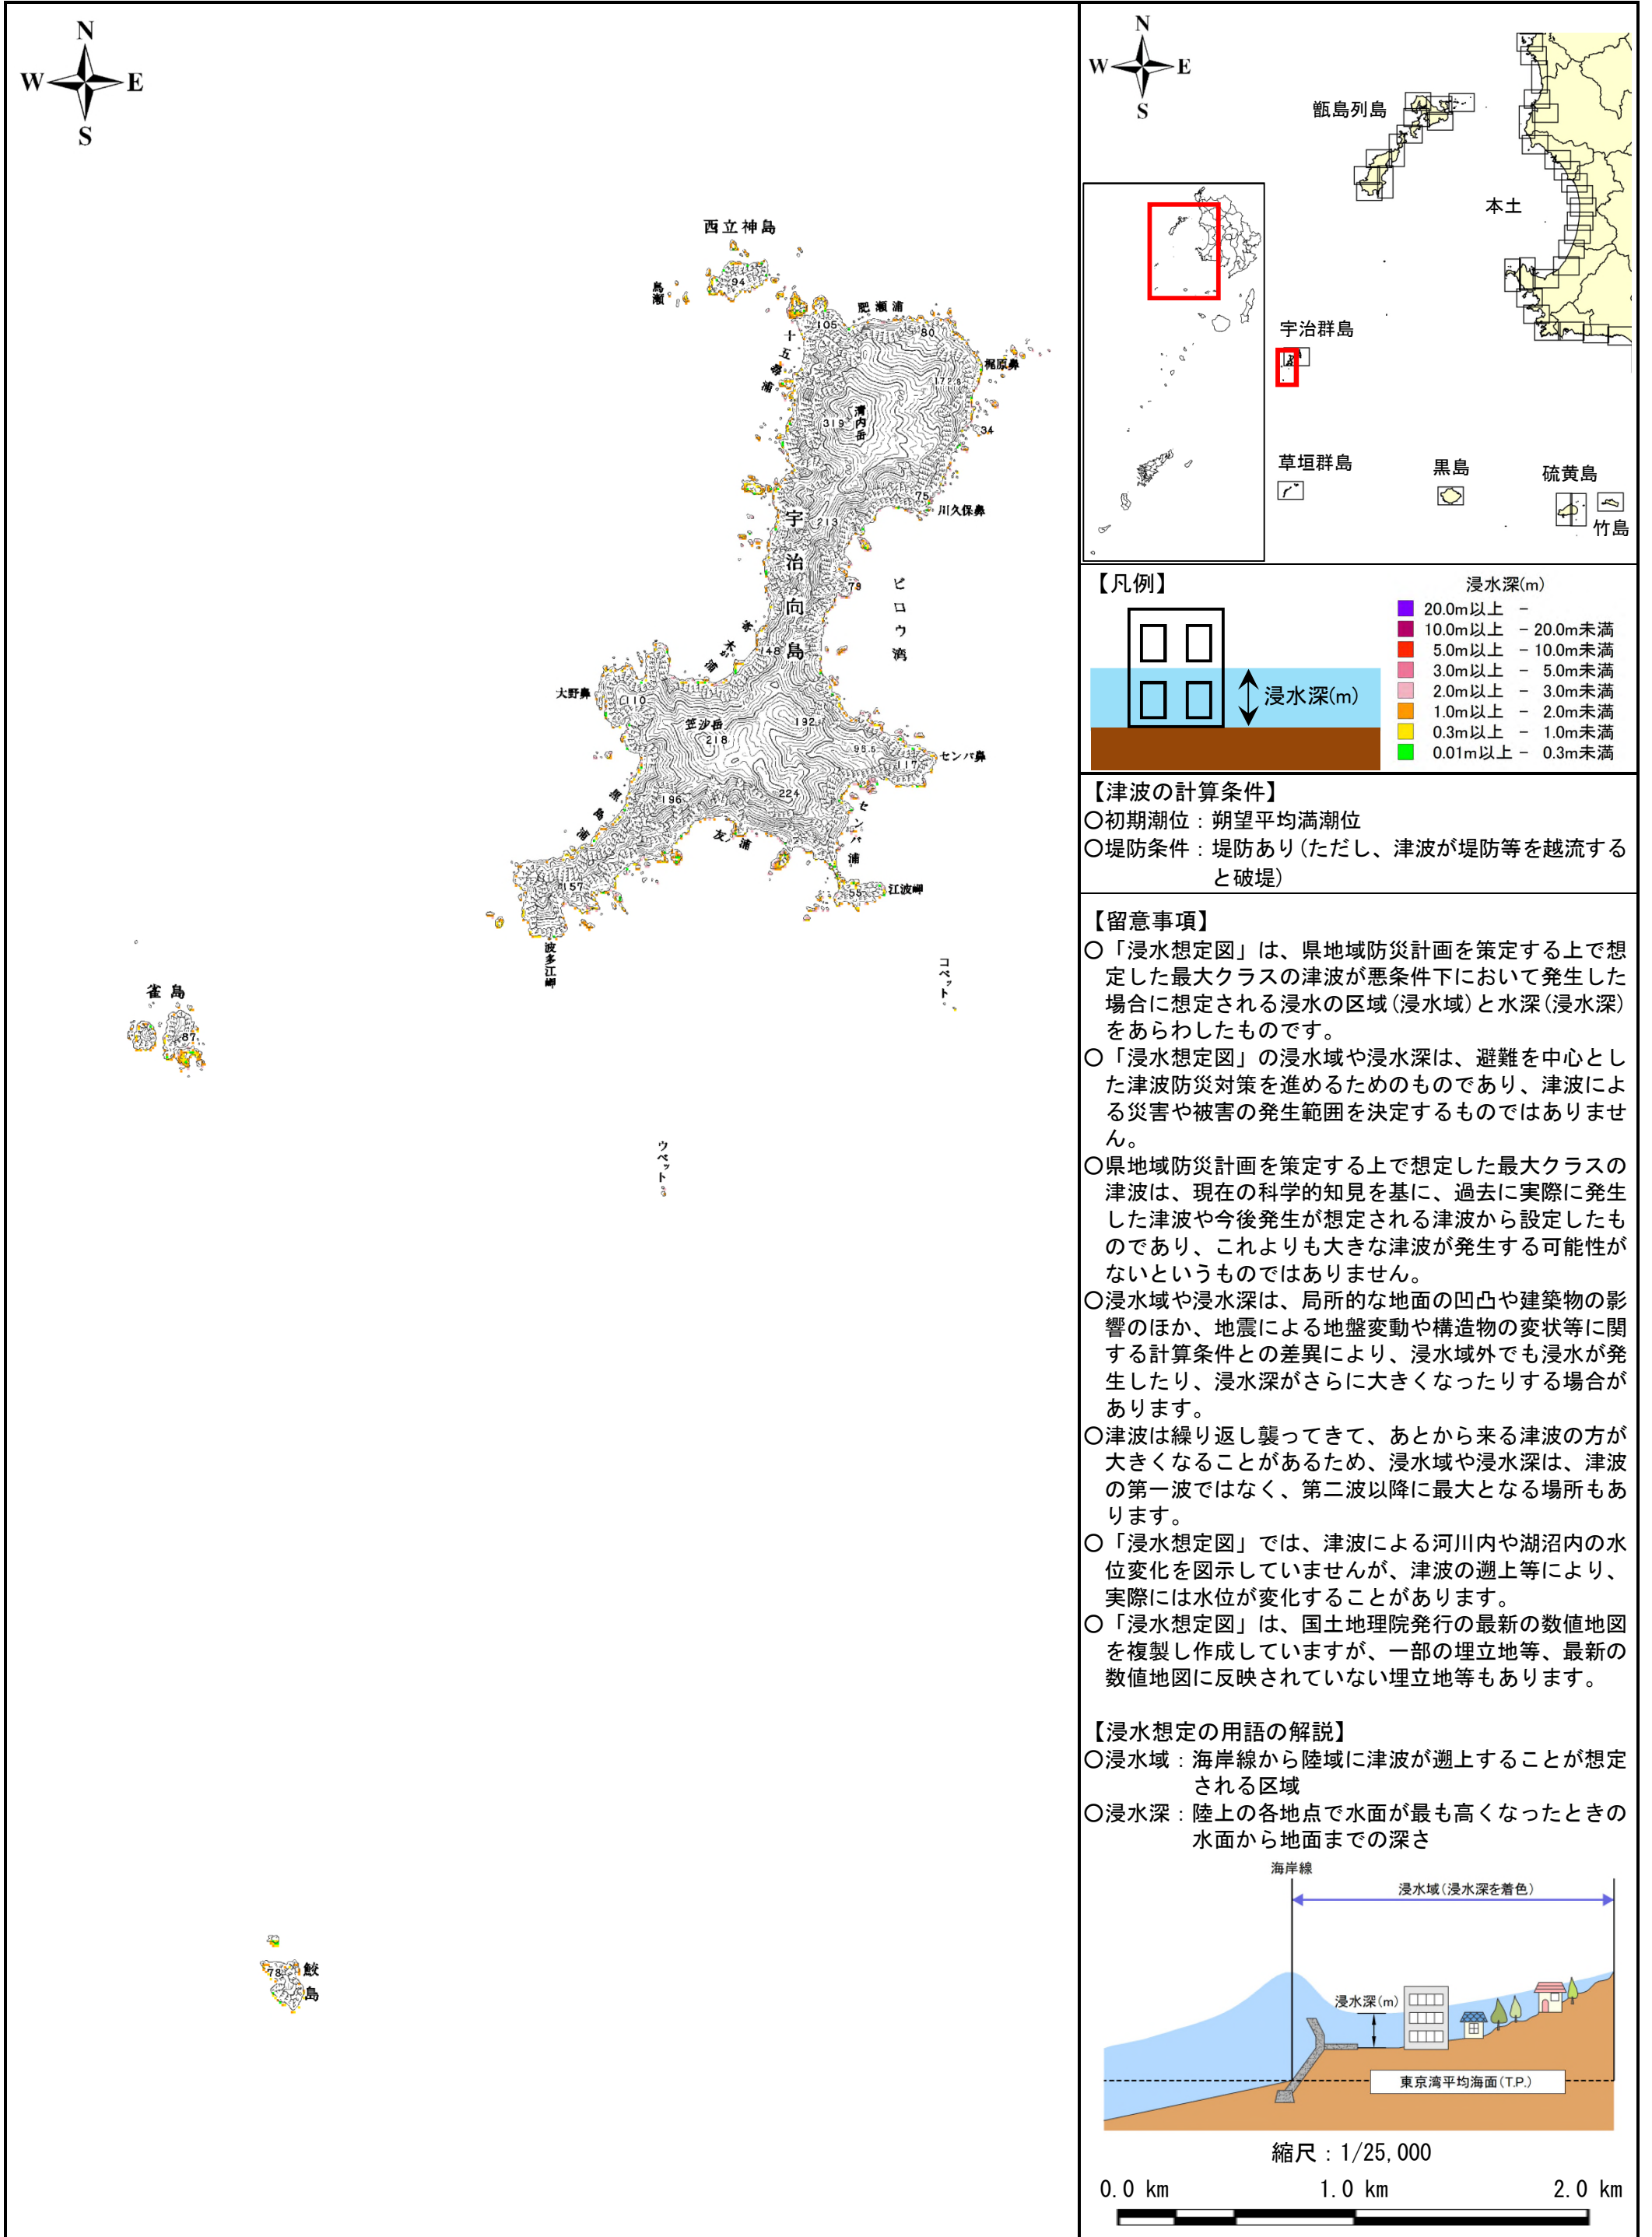 N
W E
S
西立神島
94
鳥瀬
肥瀬浦
105
80
十五郎浦
梶原鼻
172.8
湾内岳
319
34
75
川久保鼻
宇治向島
213
79
ビロウ湾
148
大野鼻
110
笠沙岳
218
192
95.5
センバ鼻
117
224
196
黒島浦
友ノ浦
センバ浦
157
55
江波岬
波多江岬
コベット
雀島
87
ウベット
78
鮫島
N
W E
S
甑島列島
本土
宇治群島
草垣群島
黒島
硫黄島
竹島
【凡例】
浸水深(m)
浸水深(m)
20.0m以上 -
10.0m以上 - 20.0m未満
5.0m以上 - 10.0m未満
3.0m以上 - 5.0m未満
2.0m以上 - 3.0m未満
1.0m以上 - 2.0m未満
0.3m以上 - 1.0m未満
0.01m以上 - 0.3m未満
【津波の計算条件】
○初期潮位：朔望平均満潮位
○堤防条件：堤防あり(ただし、津波が堤防等を越流する
と破堤)
【留意事項】
○「浸水想定図」は、県地域防災計画を策定する上で想
定した最大クラスの津波が悪条件下において発生した
場合に想定される浸水の区域(浸水域)と水深(浸水深)
をあらわしたものです。
○「浸水想定図」の浸水域や浸水深は、避難を中心とし
た津波防災対策を進めるためのものであり、津波によ
る災害や被害の発生範囲を決定するものではありませ
ん。
○県地域防災計画を策定する上で想定した最大クラスの
津波は、現在の科学的知見を基に、過去に実際に発生
した津波や今後発生が想定される津波から設定したも
のであり、これよりも大きな津波が発生する可能性が
ないというものではありません。
○浸水域や浸水深は、局所的な地面の凹凸や建築物の影
響のほか、地震による地盤変動や構造物の変状等に関
する計算条件との差異により、浸水域外でも浸水が発
生したり、浸水深がさらに大きくなったりする場合が
あります。
○津波は繰り返し襲ってきて、あとから来る津波の方が
大きくなることがあるため、浸水域や浸水深は、津波
の第一波ではなく、第二波以降に最大となる場所もあ
ります。
○「浸水想定図」では、津波による河川内や湖沼内の水
位変化を図示していませんが、津波の遡上等により、
実際には水位が変化することがあります。
○「浸水想定図」は、国土地理院発行の最新の数値地図
を複製し作成していますが、一部の埋立地等、最新の
数値地図に反映されていない埋立地等もあります。
【浸水想定の用語の解説】
○浸水域：海岸線から陸域に津波が遡上することが想定
される区域
○浸水深：陸上の各地点で水面が最も高くなったときの
水面から地面までの深さ
海岸線
浸水域(浸水深を着色)
浸水深(m)
東京湾平均海面(T.P.)
縮尺：1/25,000
0.0 km 1.0 km 2.0 km